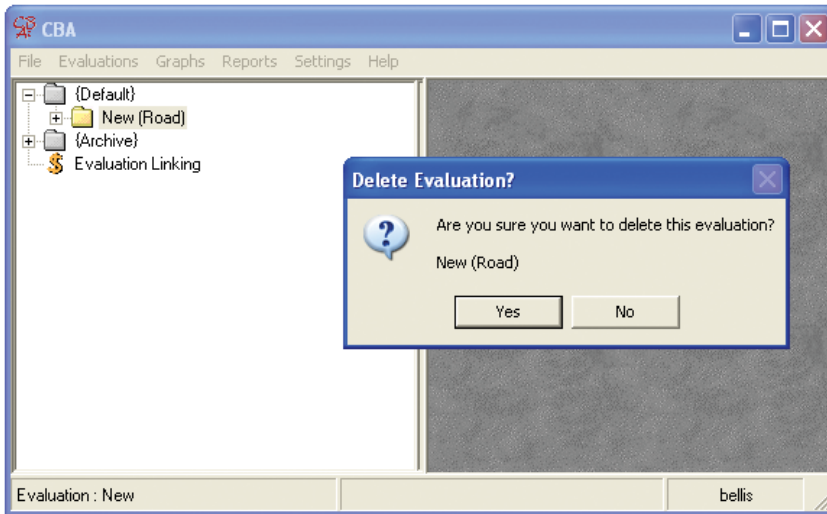 CBA
File Evaluations Graphs Reports Settings Help
{Default}
New (Road)
{Archive}
Evaluation Linking
Delete Evaluation?
Are you sure you want to delete this evaluation?
New (Road)
Yes No
Evaluation : New bellis